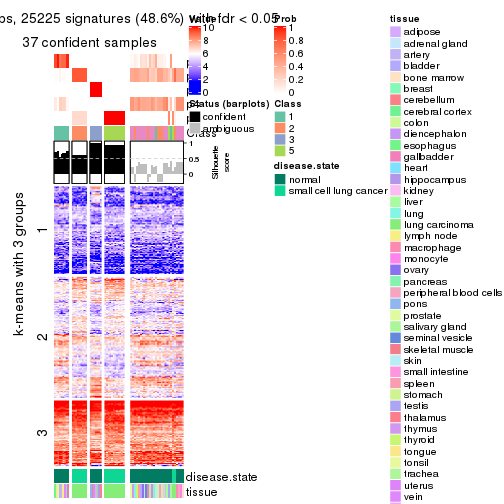 ps, 25225 signatures (48.6%) with fdr < 0.05
37 confident samples
Value
10
8
6
4
2
0
Prob
1
0.8
0.6
0.4
0.2
0
Status (barplots)
confident
ambiguous
Class
1
2
3
5
disease.state
normal
small cell lung cancer
Class
1
0.5
0
Silhouette
score
k-means with 3 groups
1
2
3
disease.state
tissue
tissue
adipose
adrenal gland
artery
bladder
bone marrow
breast
cerebellum
cerebral cortex
colon
diencephalon
esophagus
gallbadder
heart
hippocampus
kidney
liver
lung
lung carcinoma
lymph node
macrophage
monocyte
ovary
pancreas
peripheral blood cells
pons
prostate
salivary gland
seminal vesicle
skeletal muscle
skin
small intestine
spleen
stomach
testis
thalamus
thymus
thyroid
tongue
tonsil
trachea
uterus
vein